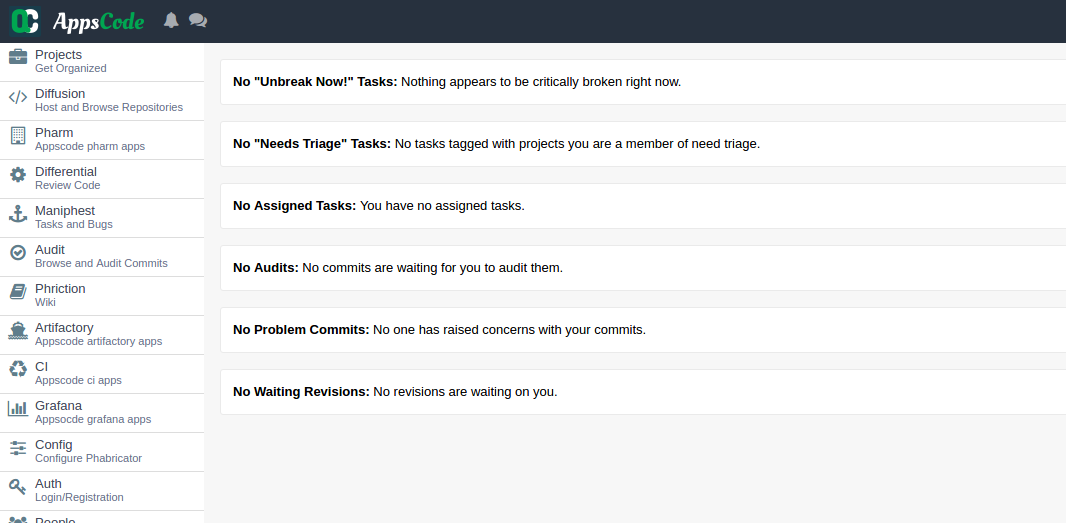 AppsCode
Projects
Get Organized
Diffusion
Host and Browse Repositories
Pharm
Appscode pharm apps
Differential
Review Code
Maniphest
Tasks and Bugs
Audit
Browse and Audit Commits
Phriction
Wiki
Artifactory
Appscode artifactory apps
CI
Appscode ci apps
Grafana
Appsocde grafana apps
Config
Configure Phabricator
Auth
Login/Registration
People
No "Unbreak Now!" Tasks: Nothing appears to be critically broken right now.
No "Needs Triage" Tasks: No tasks tagged with projects you are a member of need triage.
No Assigned Tasks: You have no assigned tasks.
No Audits: No commits are waiting for you to audit them.
No Problem Commits: No one has raised concerns with your commits.
No Waiting Revisions: No revisions are waiting on you.